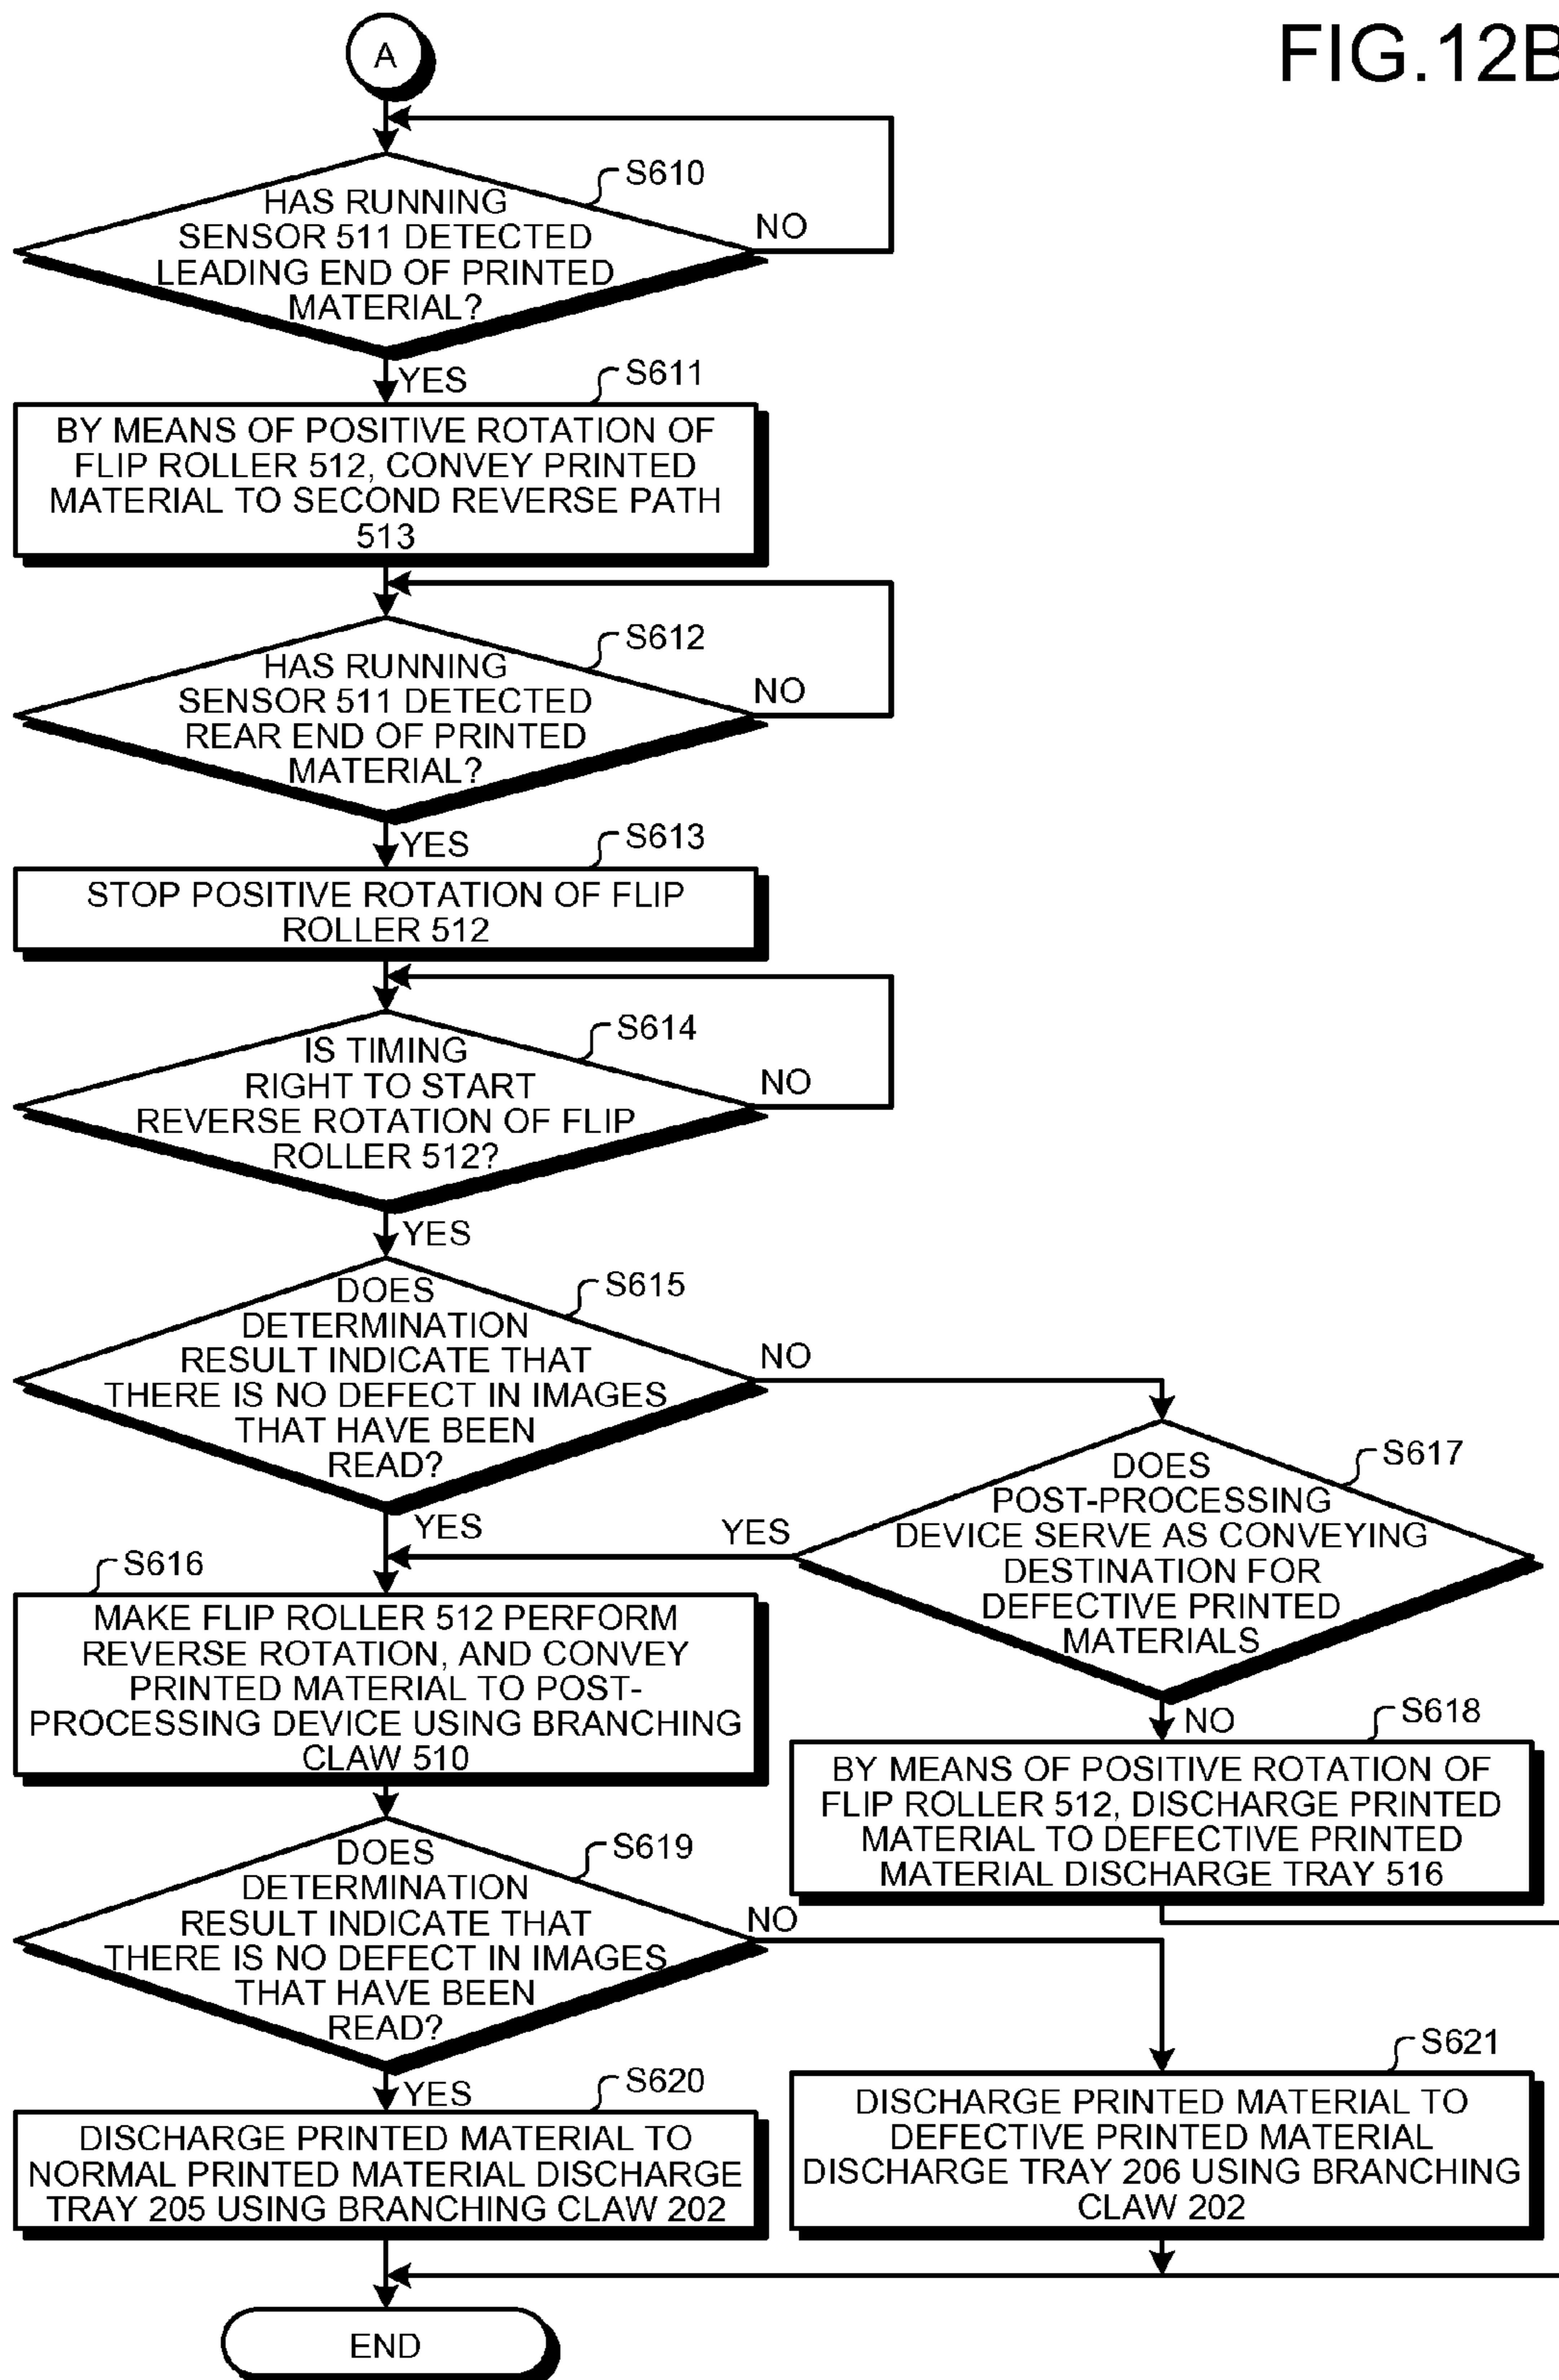 FIG.12B
A
S610
HAS RUNNING
SENSOR 511 DETECTED
LEADING END OF PRINTED
MATERIAL?
NO
YES
S611
BY MEANS OF POSITIVE ROTATION OF
FLIP ROLLER 512, CONVEY PRINTED
MATERIAL TO SECOND REVERSE PATH
513
S612
HAS RUNNING
SENSOR 511 DETECTED
REAR END OF PRINTED
MATERIAL?
NO
YES
S613
STOP POSITIVE ROTATION OF FLIP
ROLLER 512
S614
IS TIMING
RIGHT TO START
REVERSE ROTATION OF FLIP
ROLLER 512?
NO
YES
S615
DOES
DETERMINATION
RESULT INDICATE THAT
THERE IS NO DEFECT IN IMAGES
THAT HAVE BEEN
READ?
NO
YES
S617
DOES
POST-PROCESSING
DEVICE SERVE AS CONVEYING
DESTINATION FOR
DEFECTIVE PRINTED
MATERIALS
YES
NO
S616
MAKE FLIP ROLLER 512 PERFORM
REVERSE ROTATION, AND CONVEY
PRINTED MATERIAL TO POST-
PROCESSING DEVICE USING BRANCHING
CLAW 510
S618
BY MEANS OF POSITIVE ROTATION OF
FLIP ROLLER 512, DISCHARGE PRINTED
MATERIAL TO DEFECTIVE PRINTED
MATERIAL DISCHARGE TRAY 516
S619
DOES
DETERMINATION
RESULT INDICATE THAT
THERE IS NO DEFECT IN IMAGES
THAT HAVE BEEN
READ?
NO
YES
S620
DISCHARGE PRINTED MATERIAL TO
NORMAL PRINTED MATERIAL DISCHARGE
TRAY 205 USING BRANCHING CLAW 202
S621
DISCHARGE PRINTED MATERIAL TO
DEFECTIVE PRINTED MATERIAL
DISCHARGE TRAY 206 USING BRANCHING
CLAW 202
END